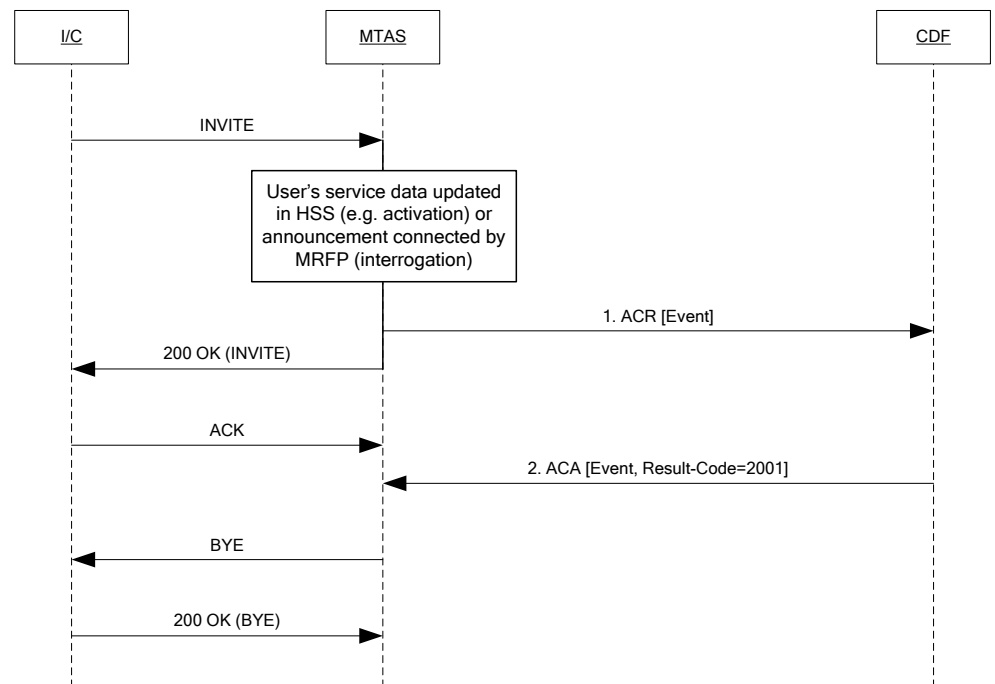 I/C
MTAS
CDF
INVITE
User's service data updated
in HSS (e.g. activation) or
announcement connected by
MRFP (interrogation)
1. ACR [Event]
200 OK (INVITE)
ACK
2. ACA [Event, Result-Code=2001]
BYE
200 OK (BYE)